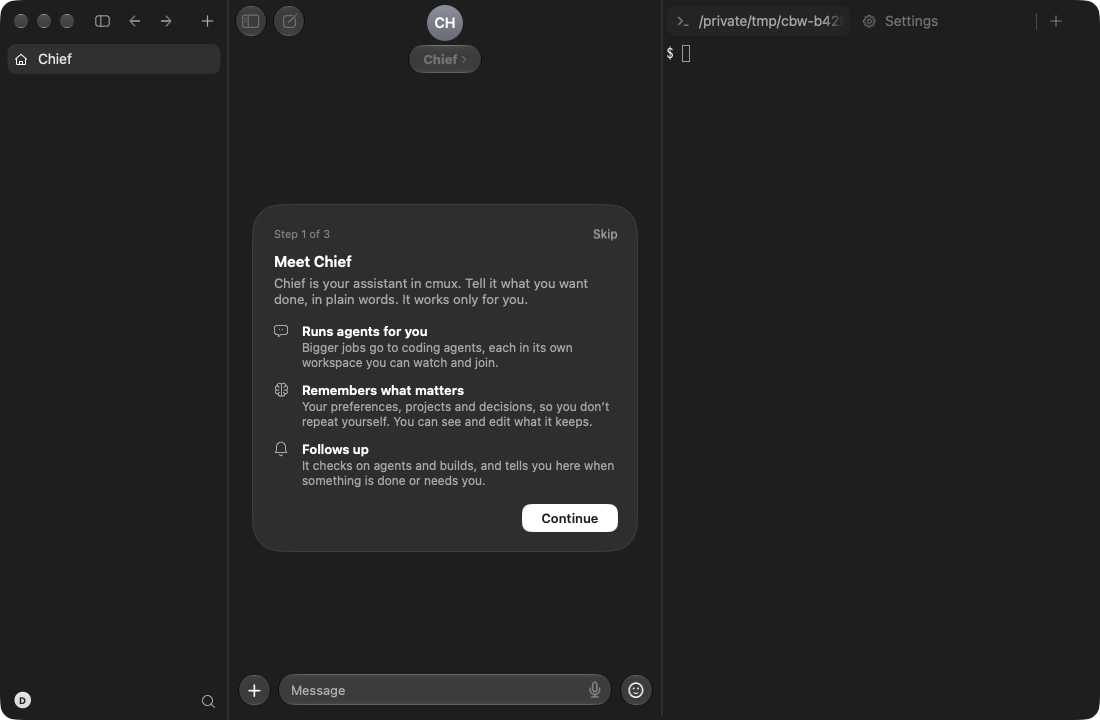 Chief
CH
Chief
Step 1 of 3
Skip
Meet Chief
Chief is your assistant in cmux. Tell it what you want
done, in plain words. It works only for you.
Runs agents for you
Bigger jobs go to coding agents, each in its own
workspace you can watch and join.
Remembers what matters
Your preferences, projects and decisions, so you don't
repeat yourself. You can see and edit what it keeps.
Follows up
It checks on agents and builds, and tells you here when
something is done or needs you.
Continue
Message
D
/private/tmp/cbw-b42
Settings
$